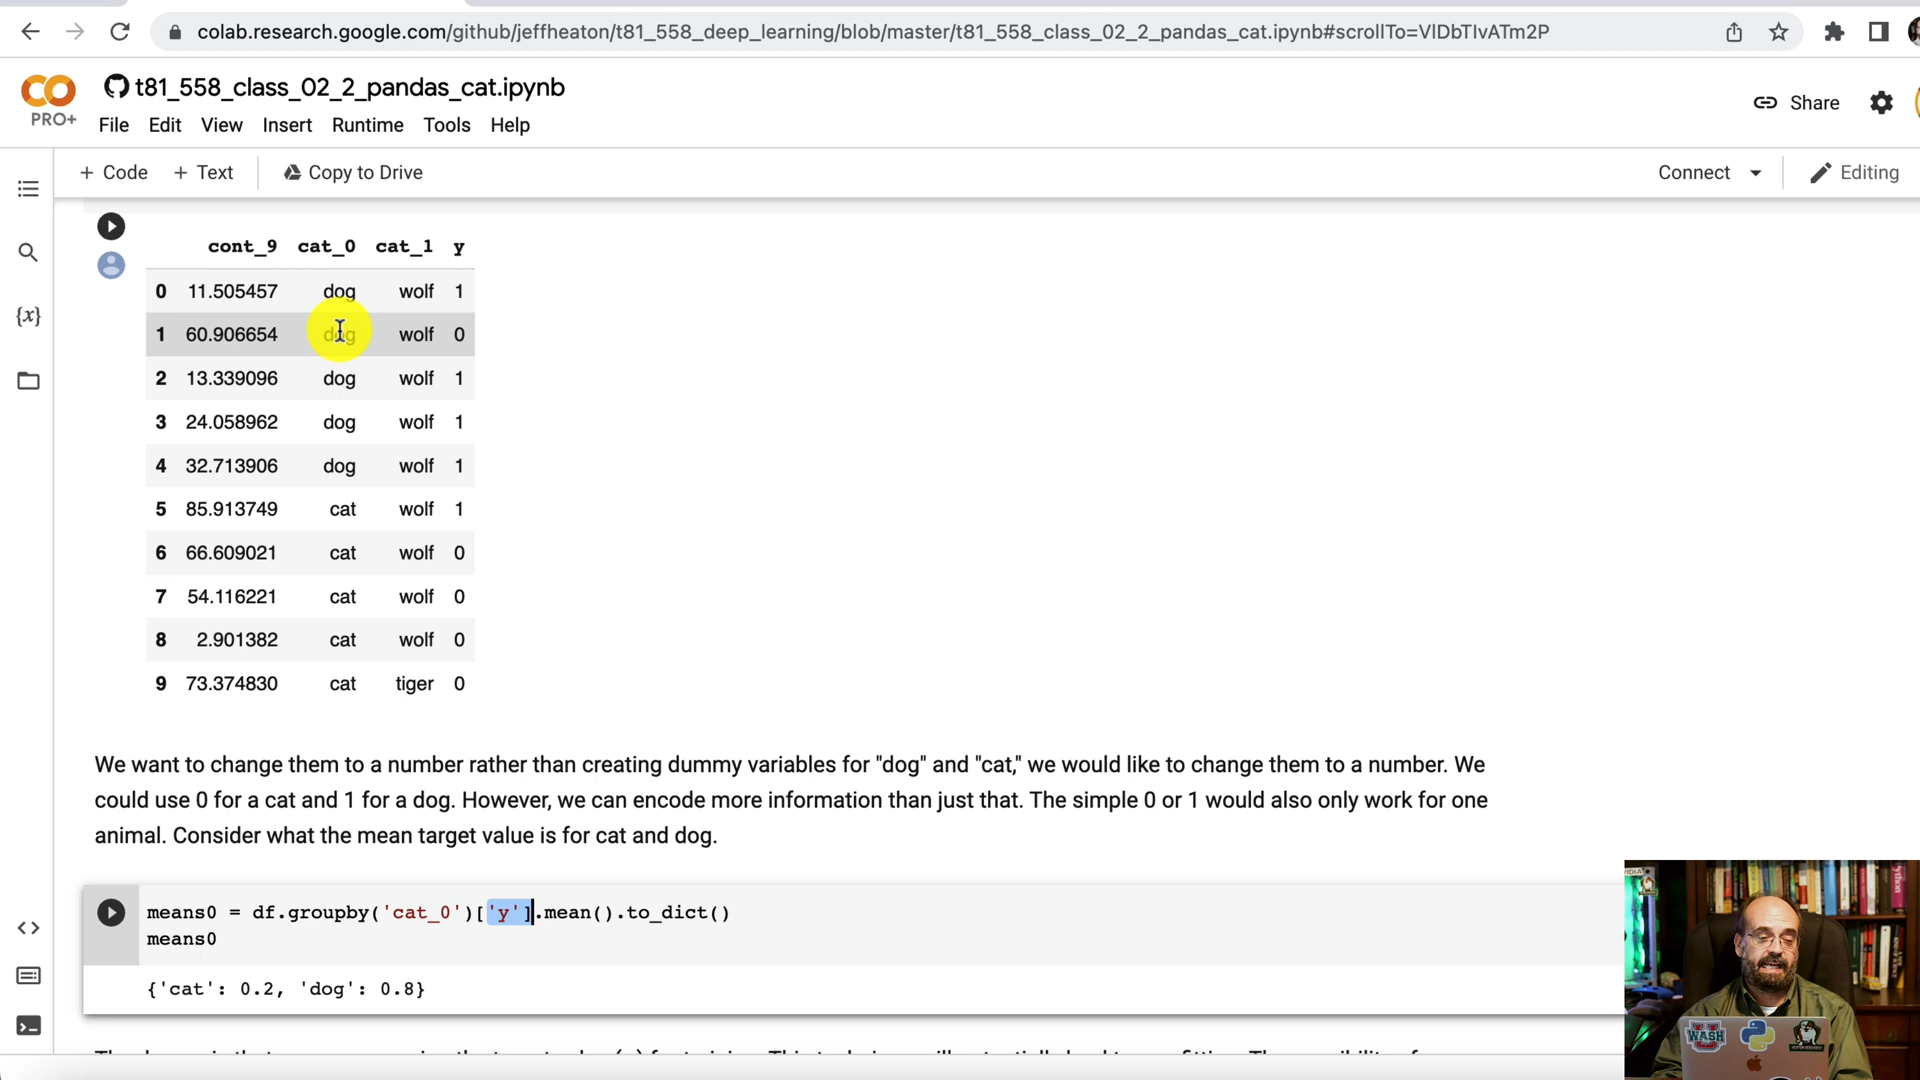 colab.research.google.com/github/jeffheaton/t81_558_deep_learning/blob/master/t81_558_class_02_2_pandas_cat.ipynb#scrollTo=VlDbTIvATm2P
t81_558_class_02_2_pandas_cat.ipynb
Share
PRO+
File Edit View Insert Runtime Tools Help
+ Code + Text Copy to Drive Connect Editing
cont_9 cat_0 cat_1 y
0 11.505457 dog wolf 1
1 60.906654 dog wolf 0
2 13.339096 dog wolf 1
3 24.058962 dog wolf 1
4 32.713906 dog wolf 1
5 85.913749 cat wolf 1
6 66.609021 cat wolf 0
7 54.116221 cat wolf 0
8 2.901382 cat wolf 0
9 73.374830 cat tiger 0
{x}
We want to change them to a number rather than creating dummy variables for "dog" and "cat," we would like to change them to a number. We
could use 0 for a cat and 1 for a dog. However, we can encode more information than just that. The simple 0 or 1 would also only work for one
animal. Consider what the mean target value is for cat and dog.
means0 = df.groupby('cat_0')['y'].mean().to_dict()
means0
{'cat': 0.2, 'dog': 0.8}
WASH